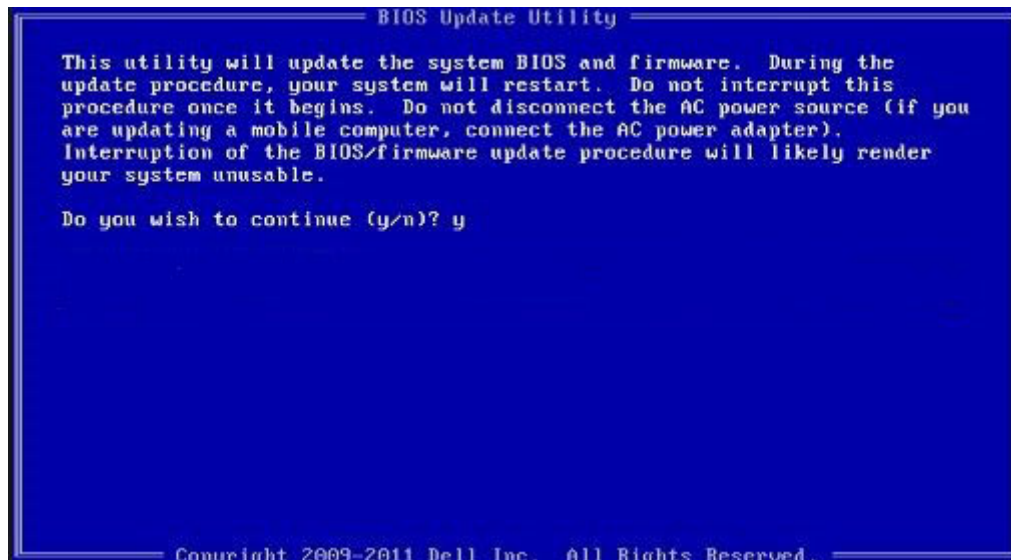 BIOS Update Utility
This utility will update the system BIOS and firmware. During the
update procedure, your system will restart. Do not interrupt this
procedure once it begins. Do not disconnect the AC power source (if you
are updating a mobile computer, connect the AC power adapter).
Interruption of the BIOS/firmware update procedure will likely render
your system unusable.
Do you wish to continue (y/n)? y
Copyright 2009-2011 Dell Inc. All Rights Reserved.